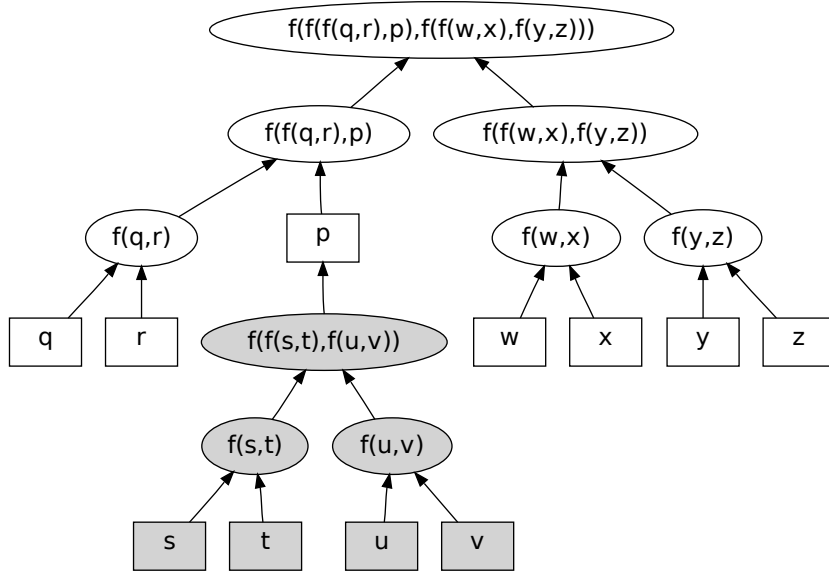 f(f(f(q,r),p),f(f(w,x),f(y,z)))
f(f(q,r),p)
f(f(w,x),f(y,z))
f(q,r)
p
f(w,x)
f(y,z)
q
r
f(f(s,t),f(u,v))
w
x
y
z
f(s,t)
f(u,v)
s
t
u
v